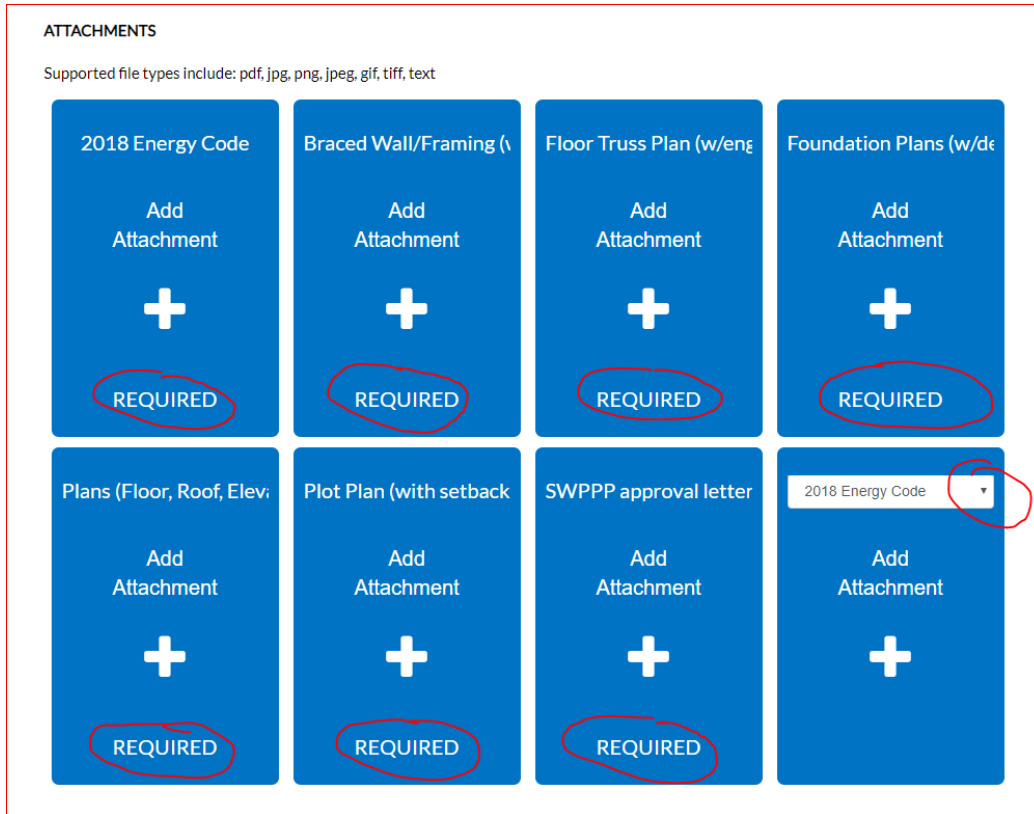 ATTACHMENTS
Supported file types include: pdf, jpg, png, jpeg, gif, tiff, text
2018 Energy Code
Add
Attachment
REQUIRED
Braced Wall/Framing (
Add
Attachment
REQUIRED
Floor Truss Plan (w/eng
Add
Attachment
REQUIRED
Foundation Plans (w/de
Add
Attachment
REQUIRED
Plans (Floor, Roof, Eleva
Add
Attachment
REQUIRED
Plot Plan (with setback
Add
Attachment
REQUIRED
SWPPP approval letter
Add
Attachment
REQUIRED
2018 Energy Code
Add
Attachment